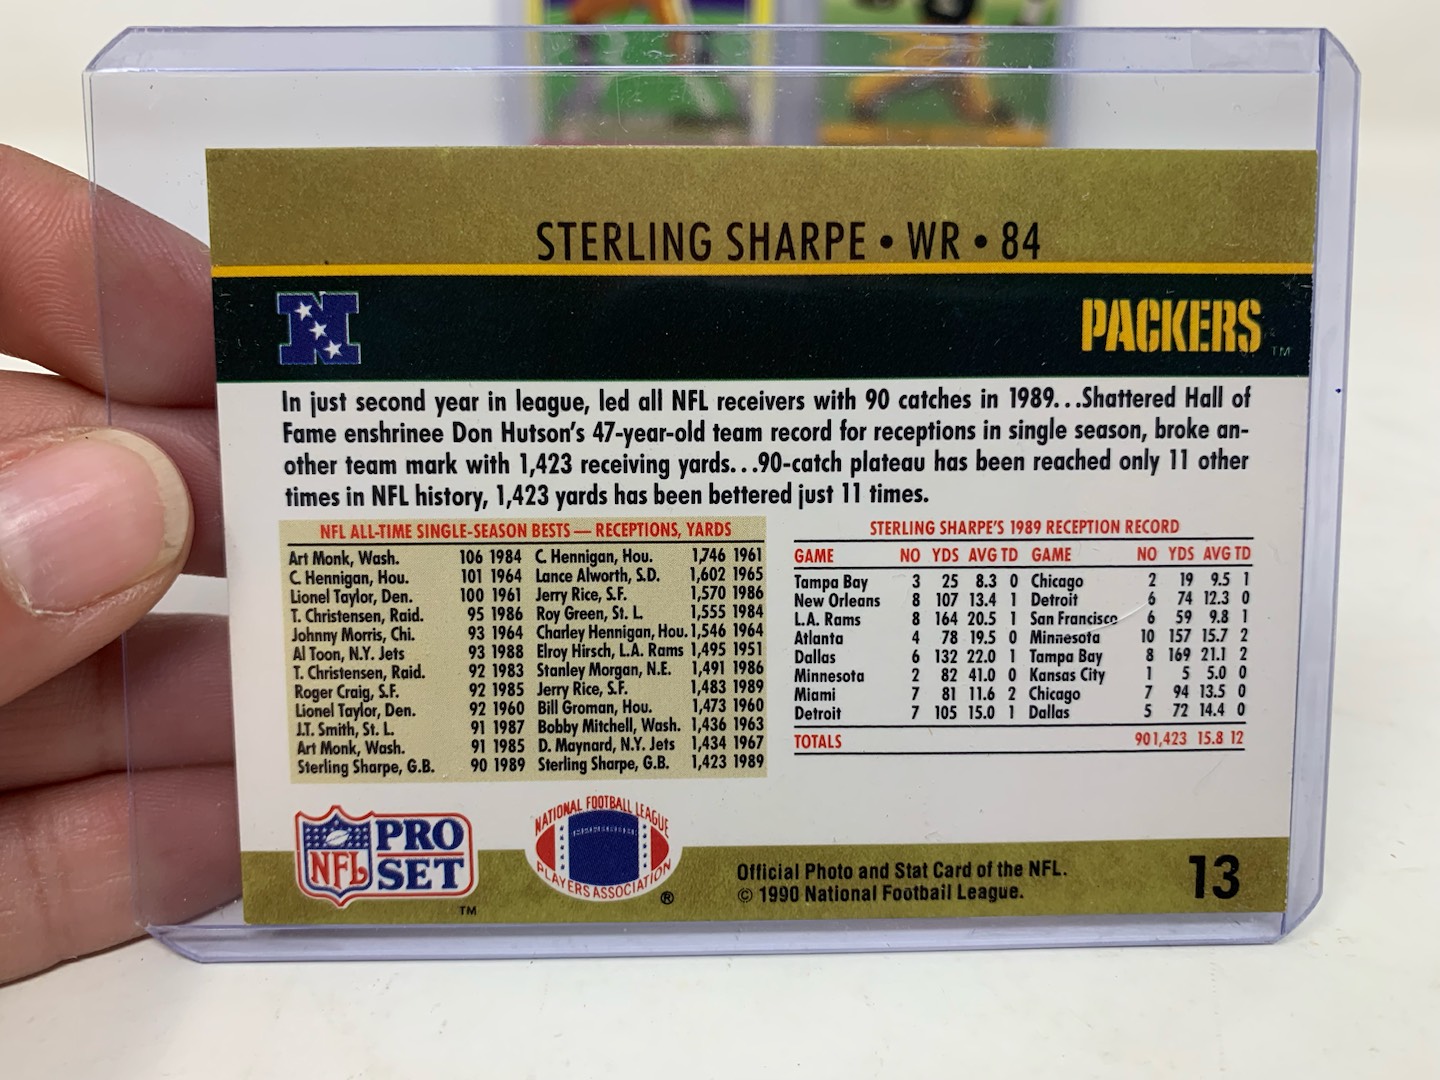 STERLING SHARPE • WR • 84
N
PACKERS
TM
In just second year in league, led all NFL receivers with 90 catches in 1989...Shattered Hall of
Fame enshrinee Don Hutson's 47-year-old team record for receptions in single season, broke an-
other team mark with 1,423 receiving yards...90-catch plateau has been reached only 11 other
times in NFL history, 1,423 yards has been bettered just 11 times.
NFL ALL-TIME SINGLE-SEASON BESTS — RECEPTIONS, YARDS
Art Monk, Wash. 106 1984 C. Hennigan, Hou. 1,746 1961
C. Hennigan, Hou. 101 1964 Lance Alworth, S.D. 1,602 1965
Lionel Taylor, Den. 100 1961 Jerry Rice, S.F. 1,570 1986
T. Christensen, Raid. 95 1986 Roy Green, St. L. 1,555 1984
Johnny Morris, Chi. 93 1964 Charley Hennigan, Hou. 1,546 1964
Al Toon, N.Y. Jets 93 1988 Elroy Hirsch, L.A. Rams 1,495 1951
T. Christensen, Raid. 92 1983 Stanley Morgan, N.E. 1,491 1986
Roger Craig, S.F. 92 1985 Jerry Rice, S.F. 1,483 1989
Lionel Taylor, Den. 92 1960 Bill Groman, Hou. 1,473 1960
J.T. Smith, St. L. 91 1987 Bobby Mitchell, Wash. 1,436 1963
Art Monk, Wash. 91 1985 D. Maynard, N.Y. Jets 1,434 1967
Sterling Sharpe, G.B. 90 1989 Sterling Sharpe, G.B. 1,423 1989
STERLING SHARPE'S 1989 RECEPTION RECORD
GAME NO YDS AVG TD GAME NO YDS AVG TD
Tampa Bay 3 25 8.3 0 Chicago 2 19 9.5 1
New Orleans 8 107 13.4 1 Detroit 6 74 12.3 0
L.A. Rams 8 164 20.5 1 San Francisco 6 59 9.8 1
Atlanta 4 78 19.5 0 Minnesota 10 157 15.7 2
Dallas 6 132 22.0 1 Tampa Bay 8 169 21.1 2
Minnesota 2 82 41.0 0 Kansas City 1 5 5.0 0
Miami 7 81 11.6 2 Chicago 7 94 13.5 0
Detroit 7 105 15.0 1 Dallas 5 72 14.4 0
TOTALS 90 1,423 15.8 12
NFL PRO SET
TM
NATIONAL FOOTBALL LEAGUE
PLAYERS ASSOCIATION
®
Official Photo and Stat Card of the NFL.
© 1990 National Football League.
13